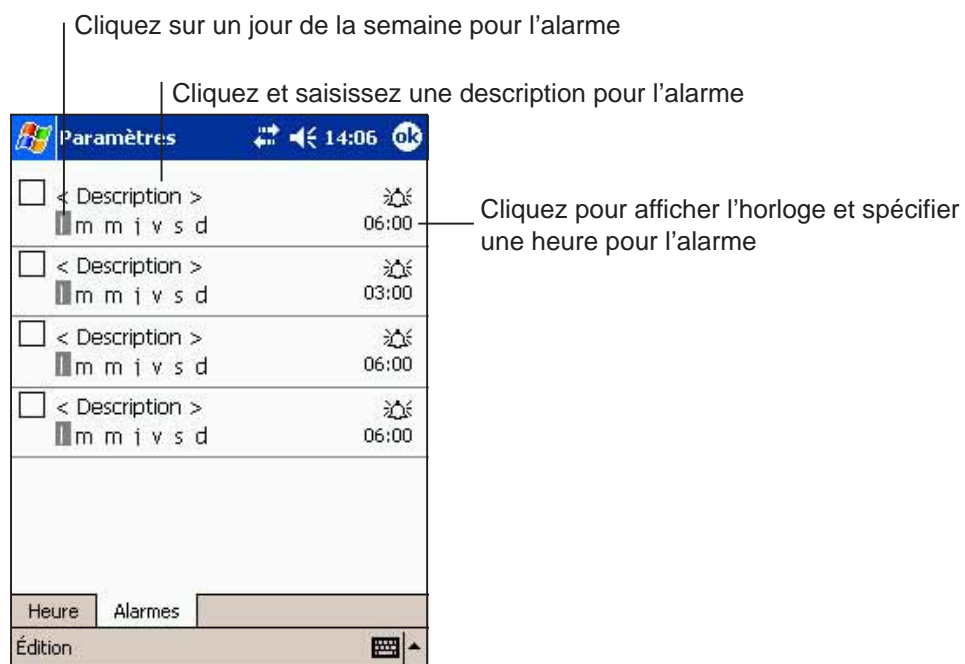 Cliquez sur un jour de la semaine pour l’alarme
Cliquez et saisissez une description pour l’alarme
Paramètres 14:06 ok
< Description >
l m m j v s d 06:00
Cliquez pour afficher l’horloge et spécifier
une heure pour l’alarme
< Description >
l m m j v s d 03:00
< Description >
l m m j v s d 06:00
< Description >
l m m j v s d 06:00
Heure Alarmes
Édition